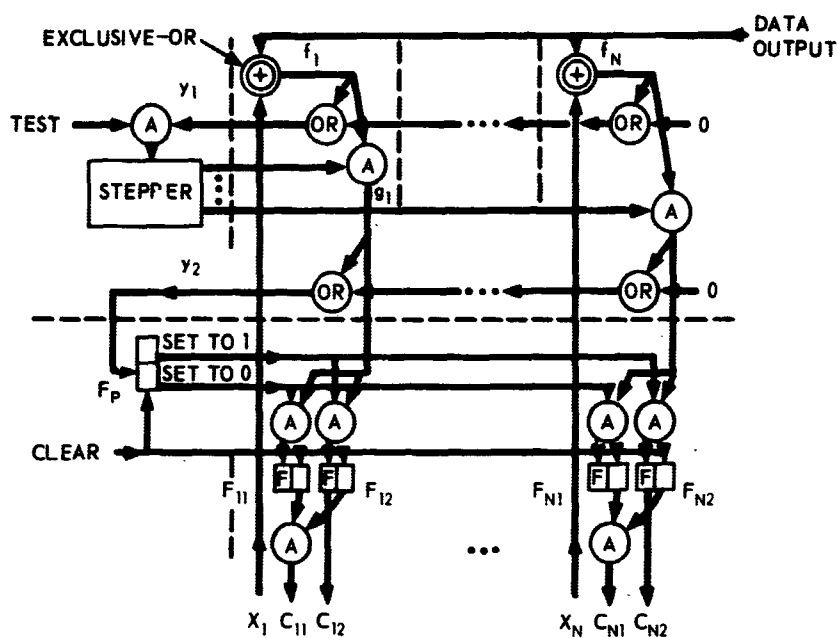 EXCLUSIVE-OR
DATA OUTPUT
f1
fN
+
+
y1
TEST
A
OR
...
OR
0
A
STEPPER
g1
A
y2
OR
...
OR
0
SET TO 1
SET TO 0
FP
A
A
A
A
CLEAR
F11
F
F
F12
FN1
F
F
FN2
A
...
A
X1 C11 C12
XN CN1 CN2